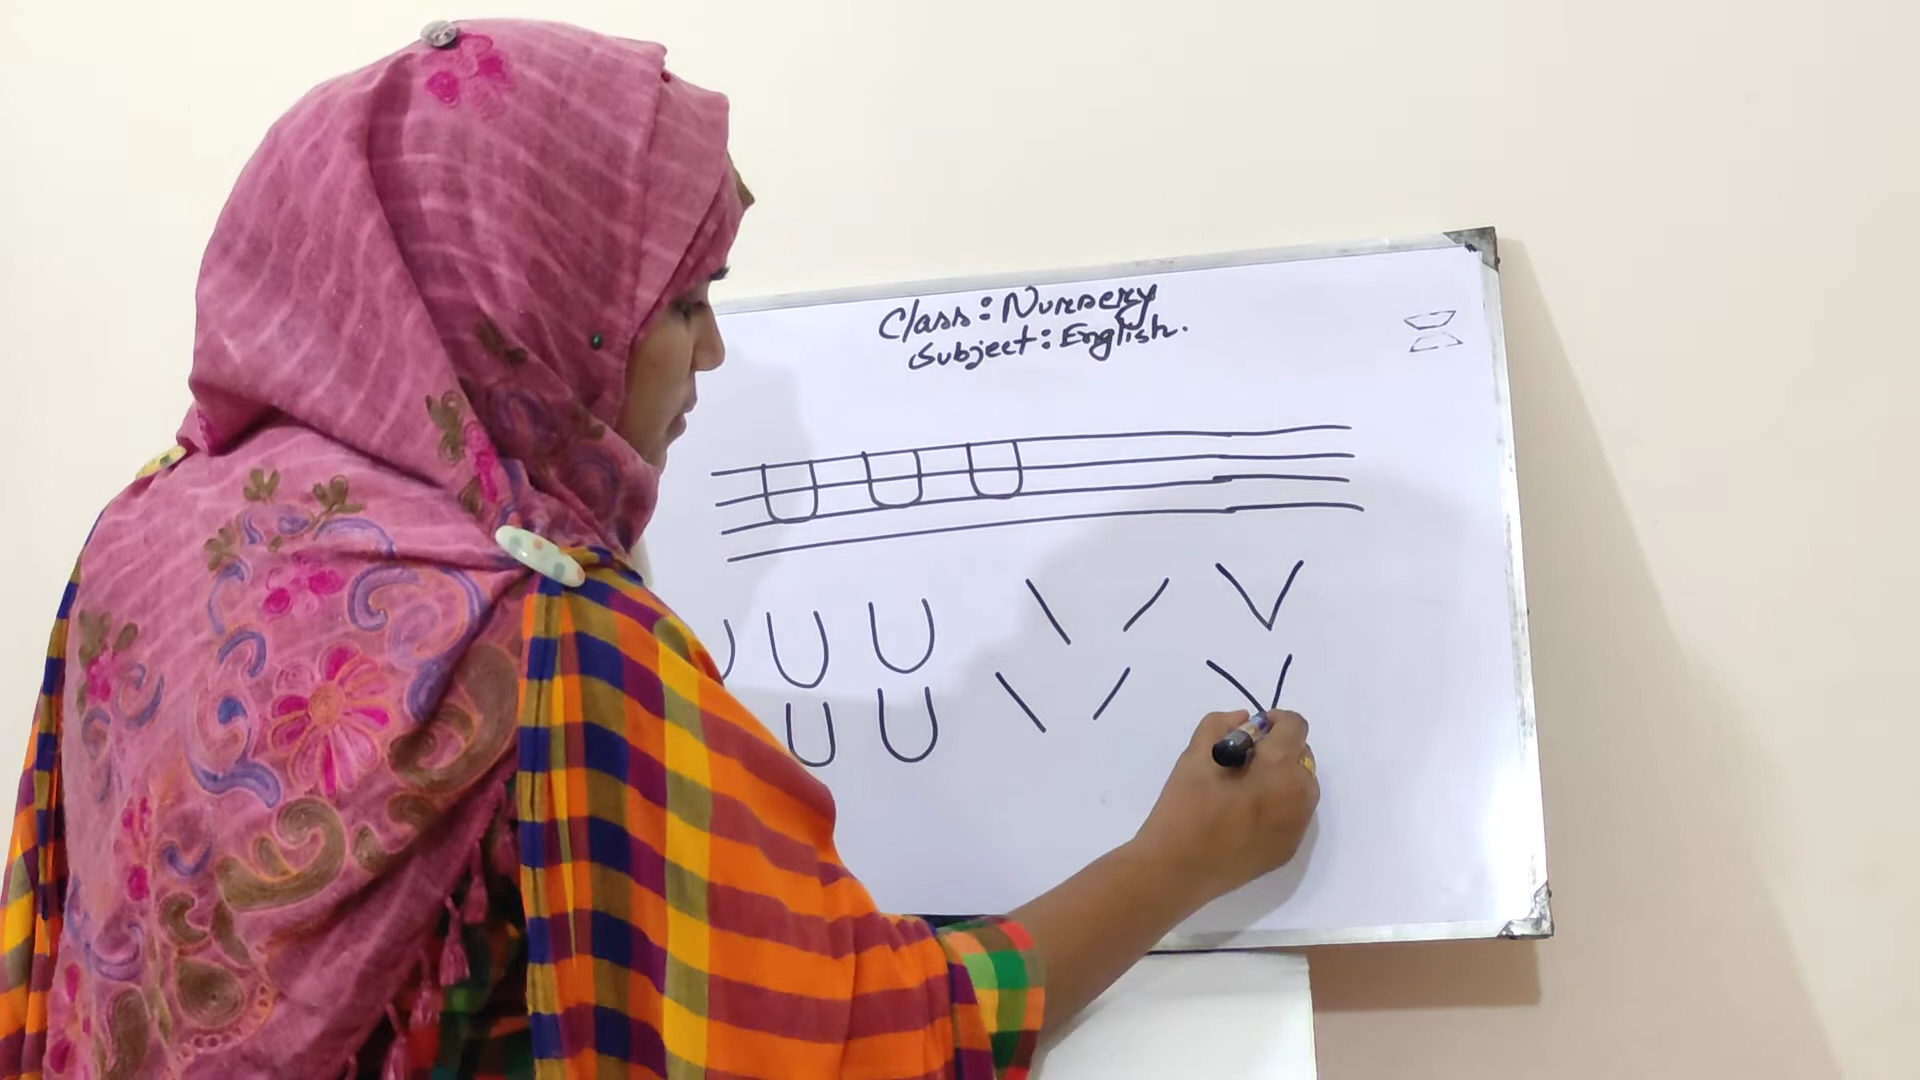 Class: Nursery
Subject: English.
U U U
U U \ / V
U U \ / V